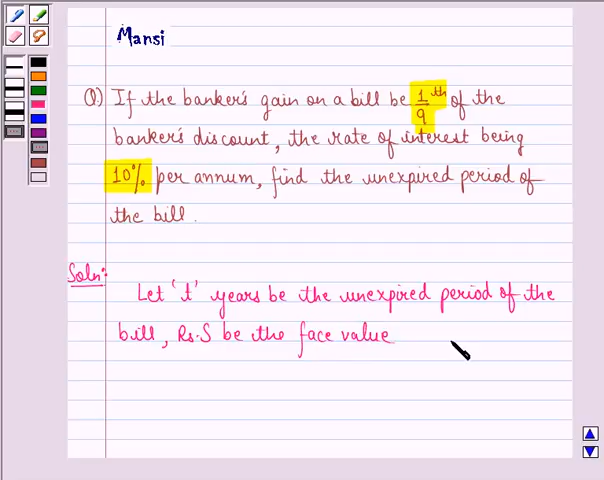 Mansi
Q) If the banker's gain on a bill be 1/9 th of the
banker's discount, the rate of interest being
10% per annum, find the unexpired period of
the bill.
Soln:
Let 't' years be the unexpired period of the
bill, Rs.S be the face value